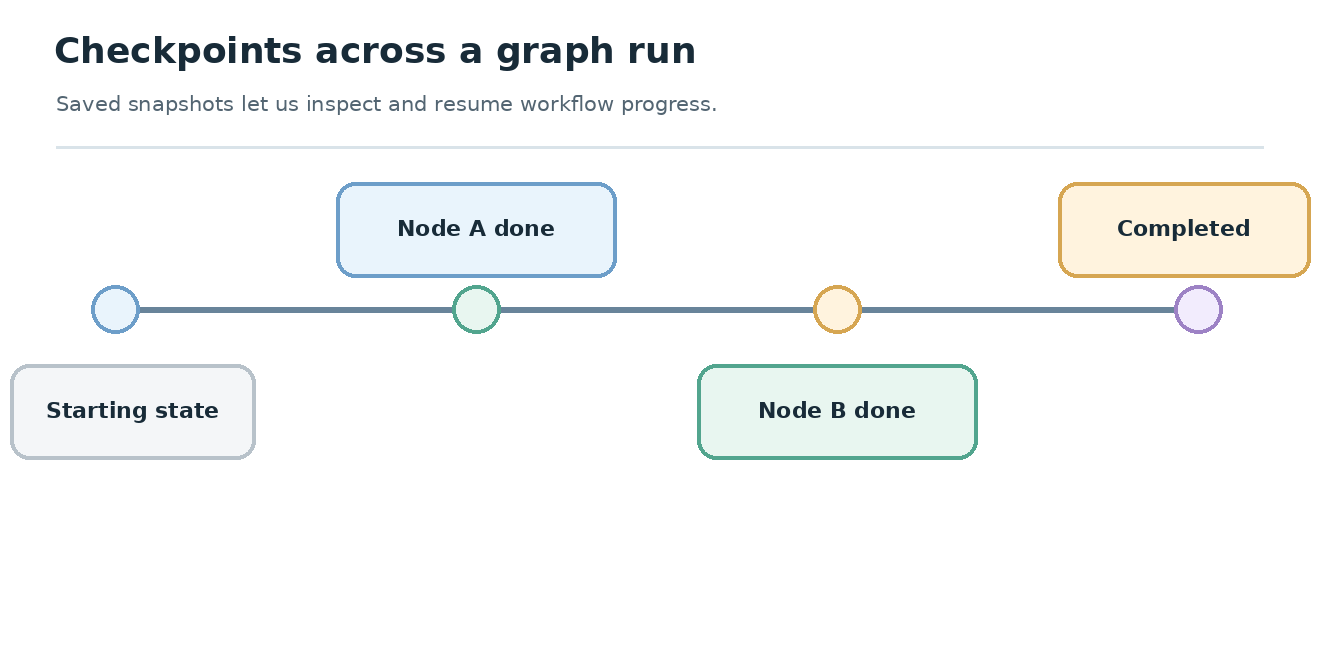 Checkpoints across a graph run
Saved snapshots let us inspect and resume workflow progress.
Node A done
Completed
Starting state
Node B done